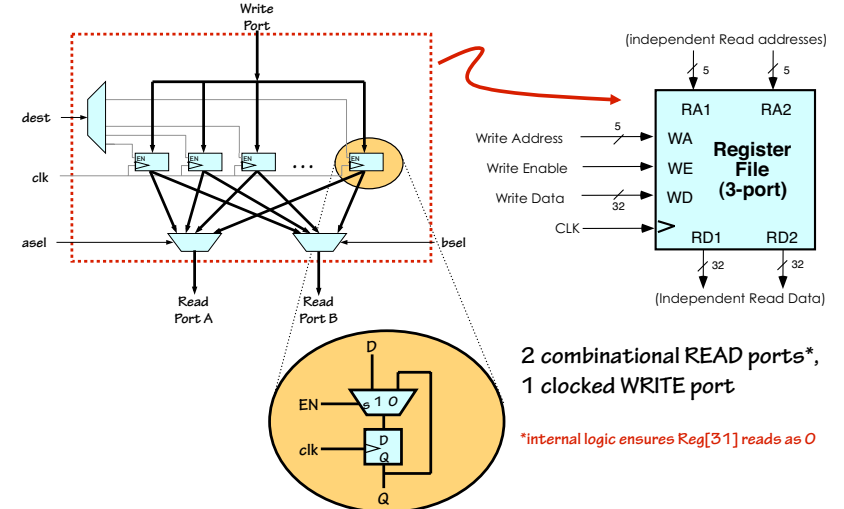 Write
Port
dest
EN
EN
EN
...
EN
clk
asel
bsel
Read
Port A
Read
Port B
(independent Read addresses)
5
5
RA1
RA2
Write Address
5
WA
Write Enable
WE
Write Data
32
WD
CLK
Register
File
(3-port)
RD1
RD2
32
32
(Independent Read Data)
D
EN
s 1 0
clk
D
Q
Q
2 combinational READ ports*,
1 clocked WRITE port
*internal logic ensures Reg[31] reads as 0